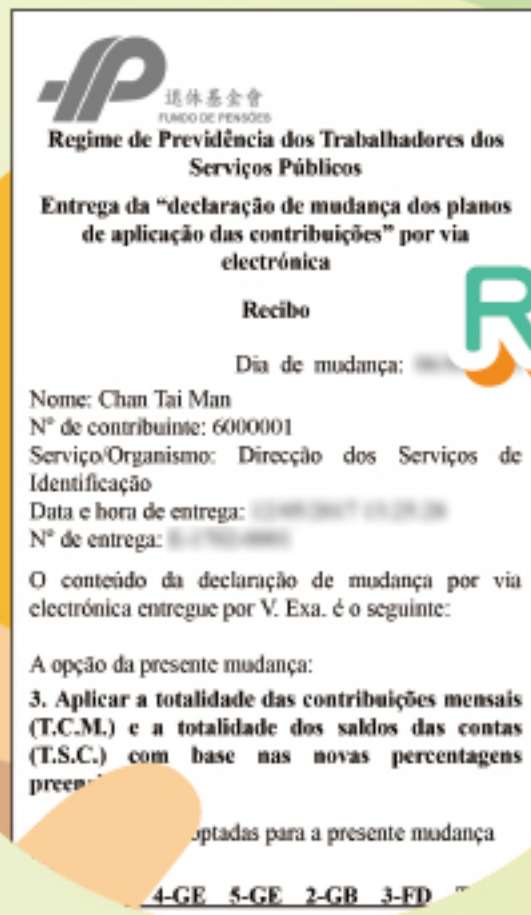 退休基金會
FUNDO DE PENSÕES
Regime de Previdência dos Trabalhadores dos
Serviços Públicos
Entrega da “declaração de mudança dos planos
de aplicação das contribuições” por via
electrónica
Recibo
Dia de mudança:
Nome: Chan Tai Man
N° de contribuinte: 6000001
Serviço/Organismo: Direcção dos Serviços de
Identificação
Data e hora de entrega:
N° de entrega:
O conteúdo da declaração de mudança por via
electrónica entregue por V. Exa. é o seguinte:
A opção da presente mudança:
3. Aplicar a totalidade das contribuições mensais
(T.C.M.) e a totalidade dos saldos das contas
(T.S.C.) com base nas novas percentagens
para a presente mudança
4-GE 5-GE 2-GB 3-FD